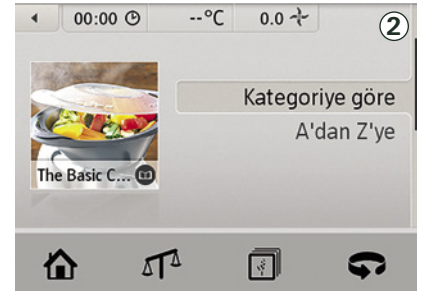 00:00 --°C 0.0 2
Kategoriye göre
A'dan Z'ye
The Basic C...